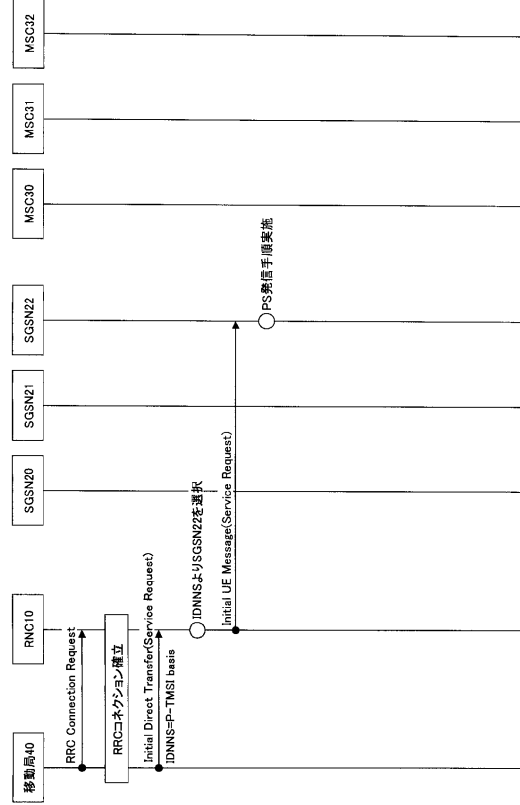 移動局40
RNC10
SGSN20
SGSN21
SGSN22
MSC30
MSC31
MSC32
RRC Connection Request
RRCコネクション確立
Initial Direct Transfer(Service Request)
IDNNS=P-TMSI basis
IDNNSよりSGSN22を選択
Initial UE Message(Service Request)
PS発信手順実施